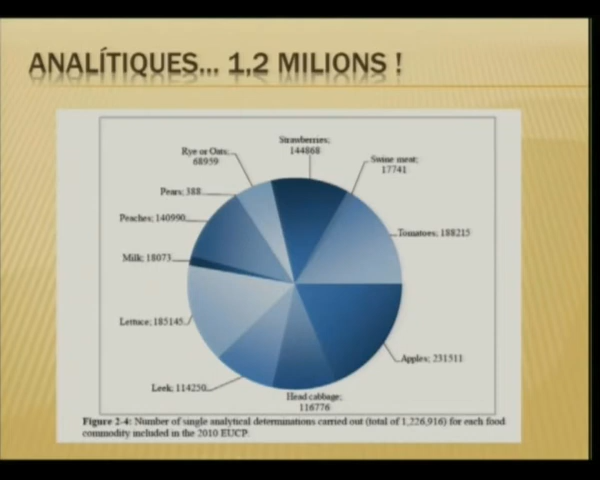 ANALÍTIQUES... 1,2 MILIONS !
Strawberries;
144868
Rye or Oats;
68959
Swine meat;
17741
Pears; 388
Peaches; 140990
Tomatoes; 188215
Milk; 18073
Lettuce; 185145
Apples; 231511
Leek; 114250
Head cabbage;
116776
Figure 2-4: Number of single analytical determinations carried out (total of 1,226,916) for each food
commodity included in the 2010 EUCP.